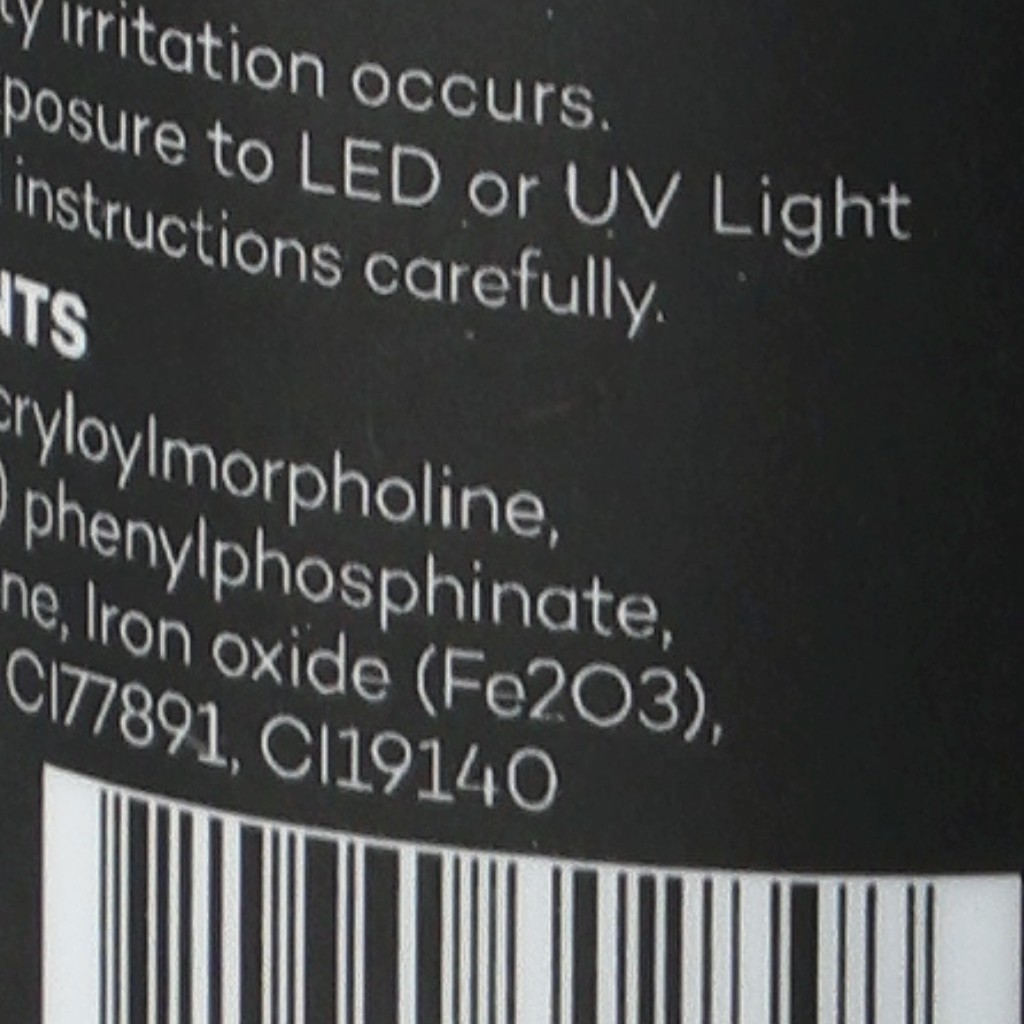 irritation occurs.
posure to LED or UV Light
instructions carefully.
NTS
cryloylmorpholine,
) phenylphosphinate,
ne, Iron oxide (Fe2O3),
CI77891, CI19140